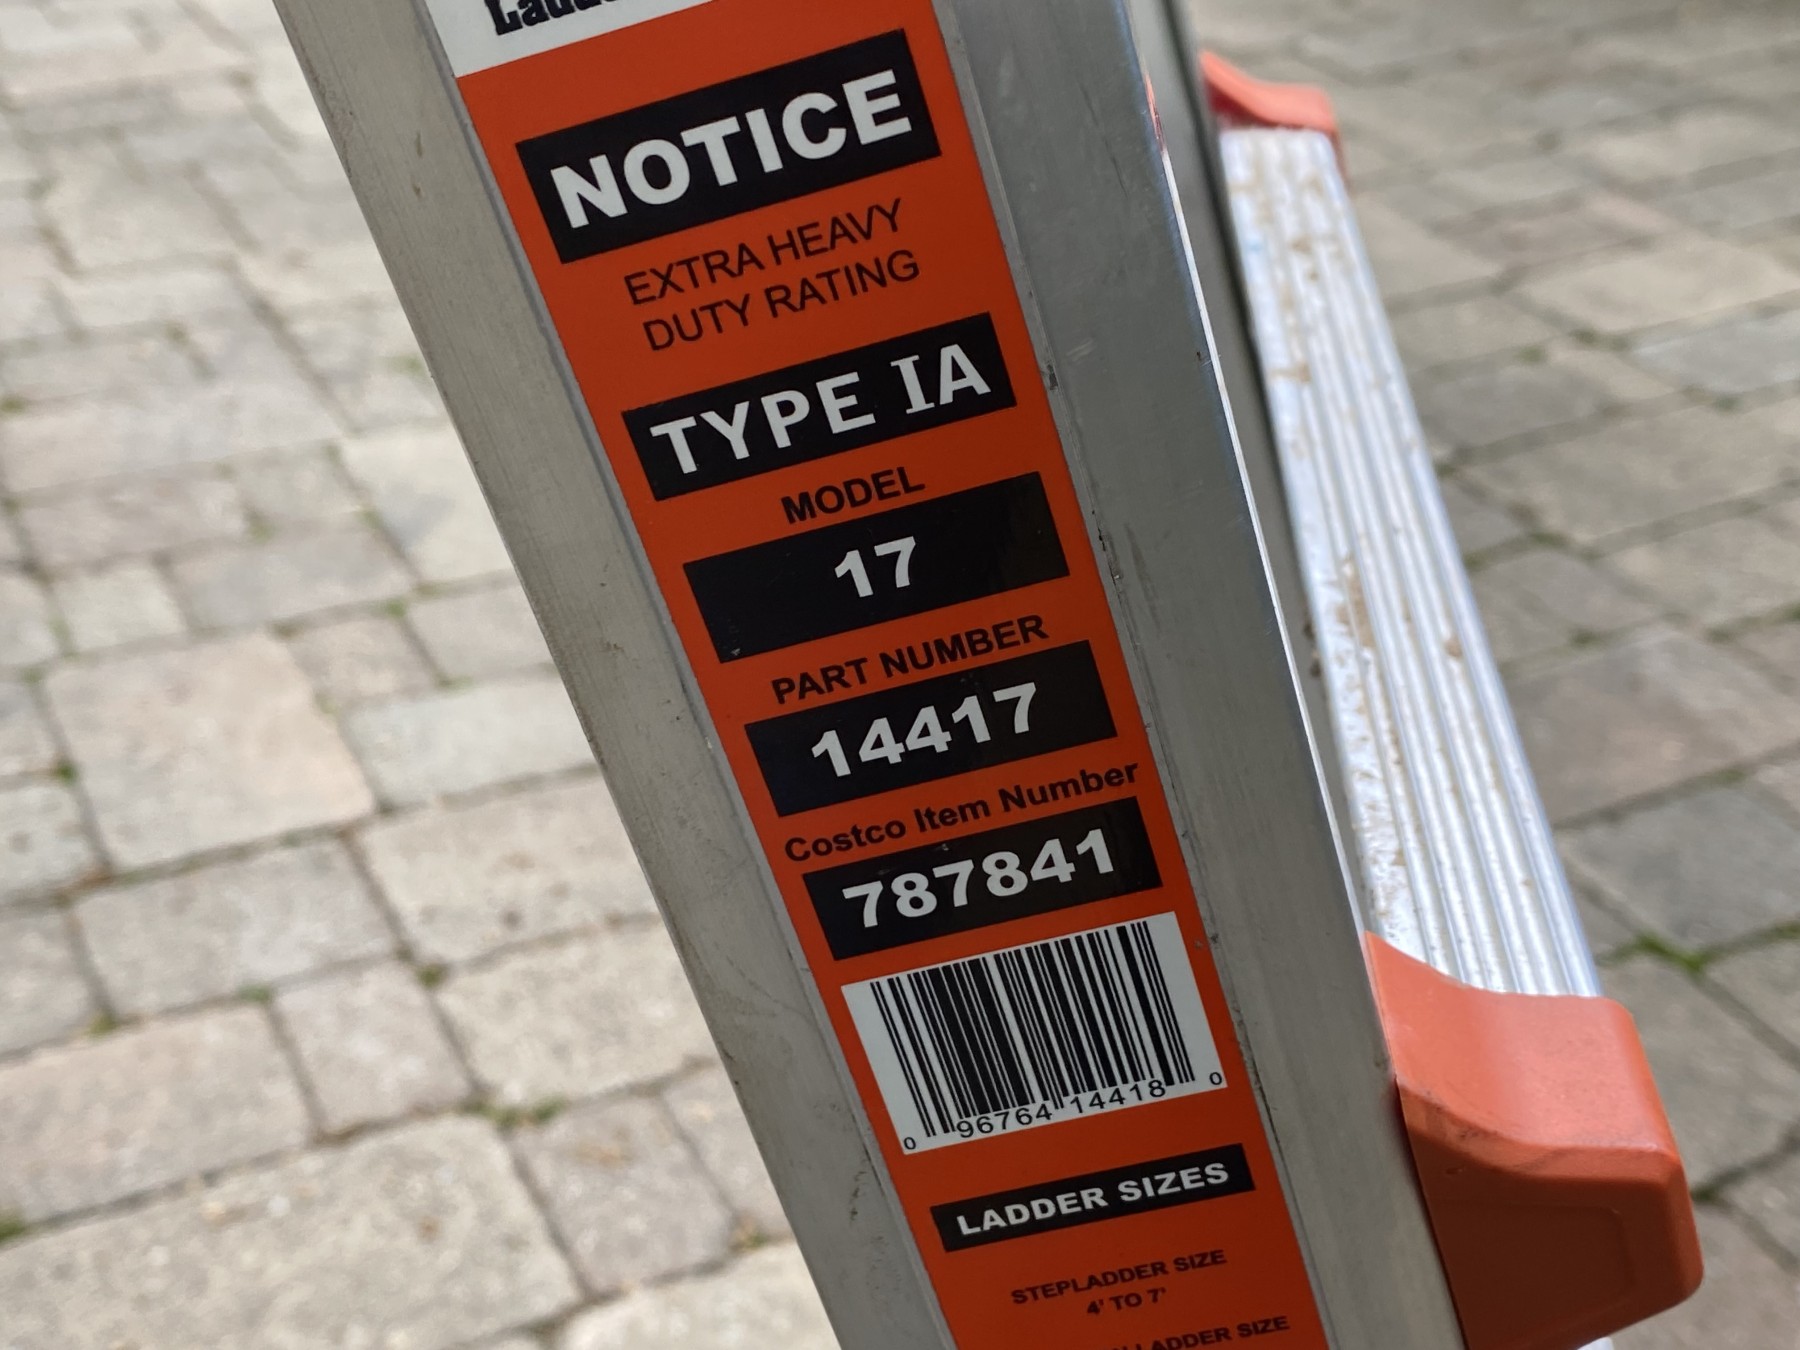 NOTICE
EXTRA HEAVY
DUTY RATING
TYPE IA
MODEL
17
PART NUMBER
14417
Costco Item Number
787841
0 96764 14418 0
LADDER SIZES
STEPLADDER SIZE
4' TO 7'
LADDER SIZE